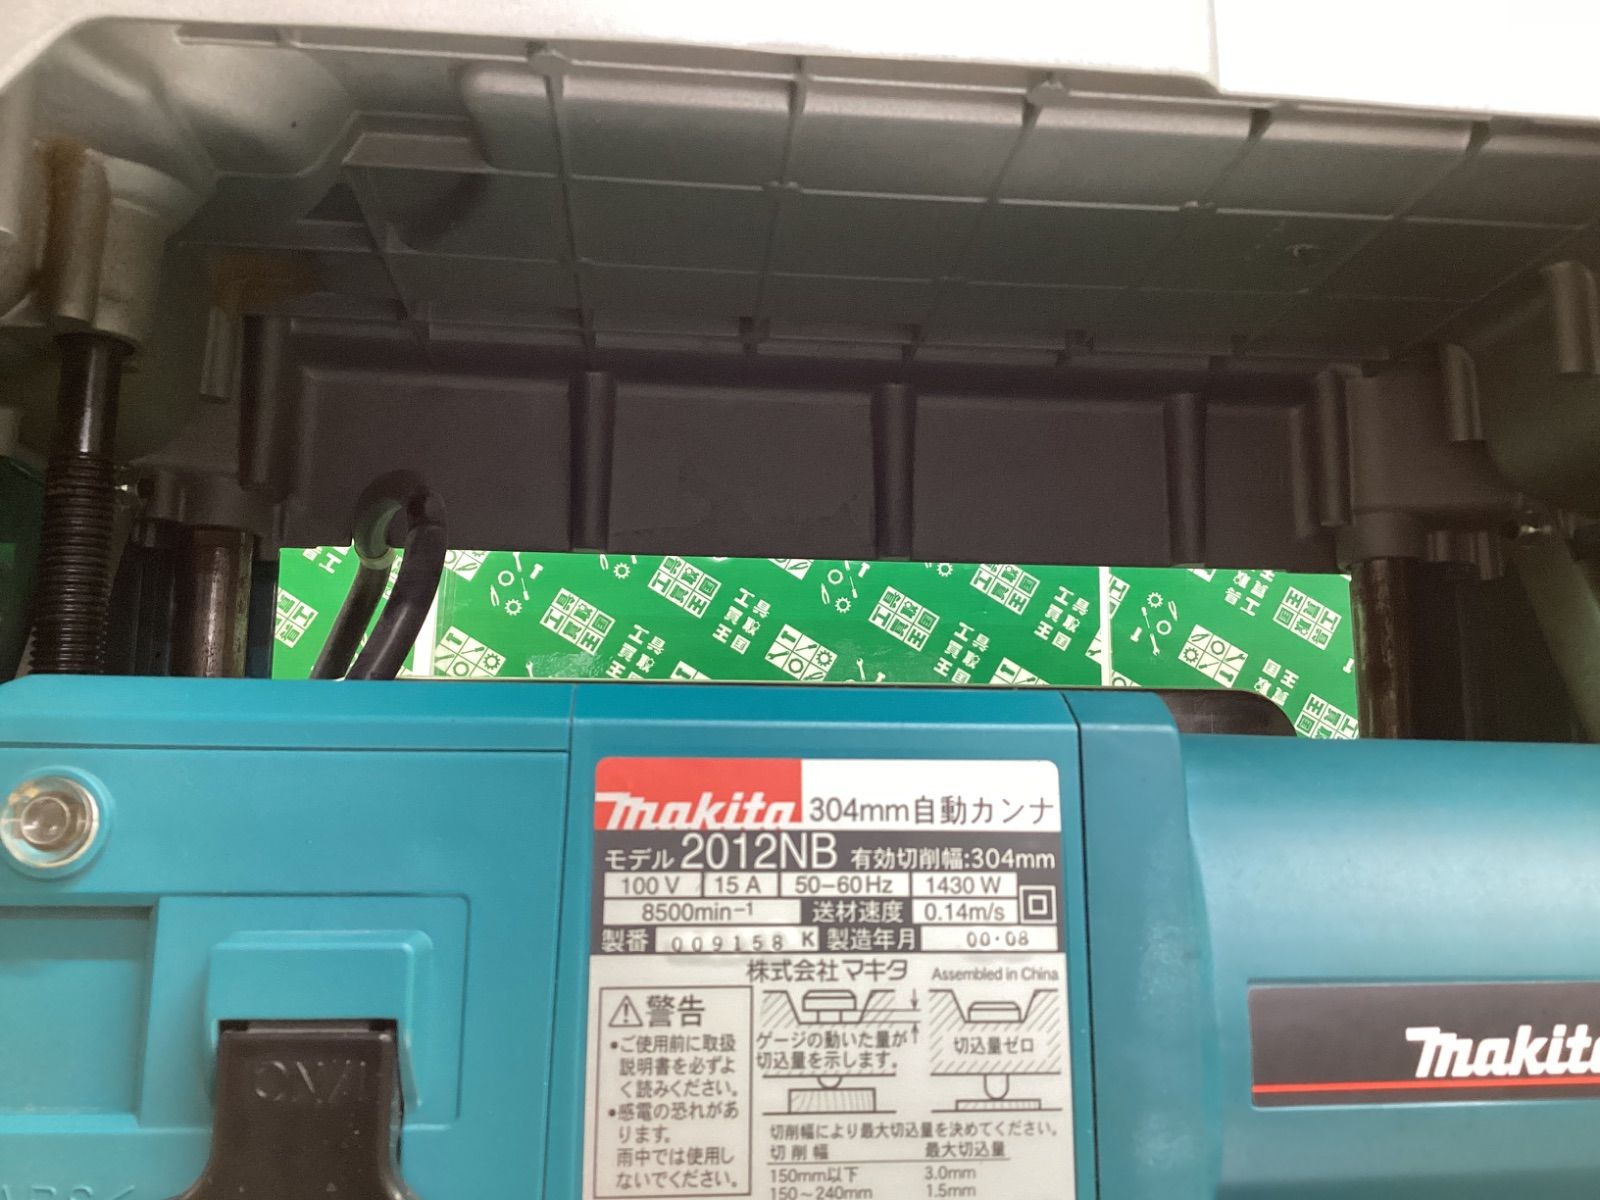 工具買取王国
makita 304mm自動カンナ
モデル 2012NB 有効切削幅:304mm
100V 15A 50-60Hz 1430W
8500min-1 送材速度 0.14m/s
製番 009158 K 製造年月 00・08
株式会社マキタ Assembled in China
警告
●ご使用前に取扱
説明書を必ずよ
く読みください。
●感電の恐れがあ
ります。
雨中では使用し
ないでください。
ゲージの動いた量が
切込量を示します。
切込量ゼロ
切削幅により最大切込量を決めてください。
切削幅 最大切込量
150mm以下 3.0mm
150~240mm 1.5mm
makita